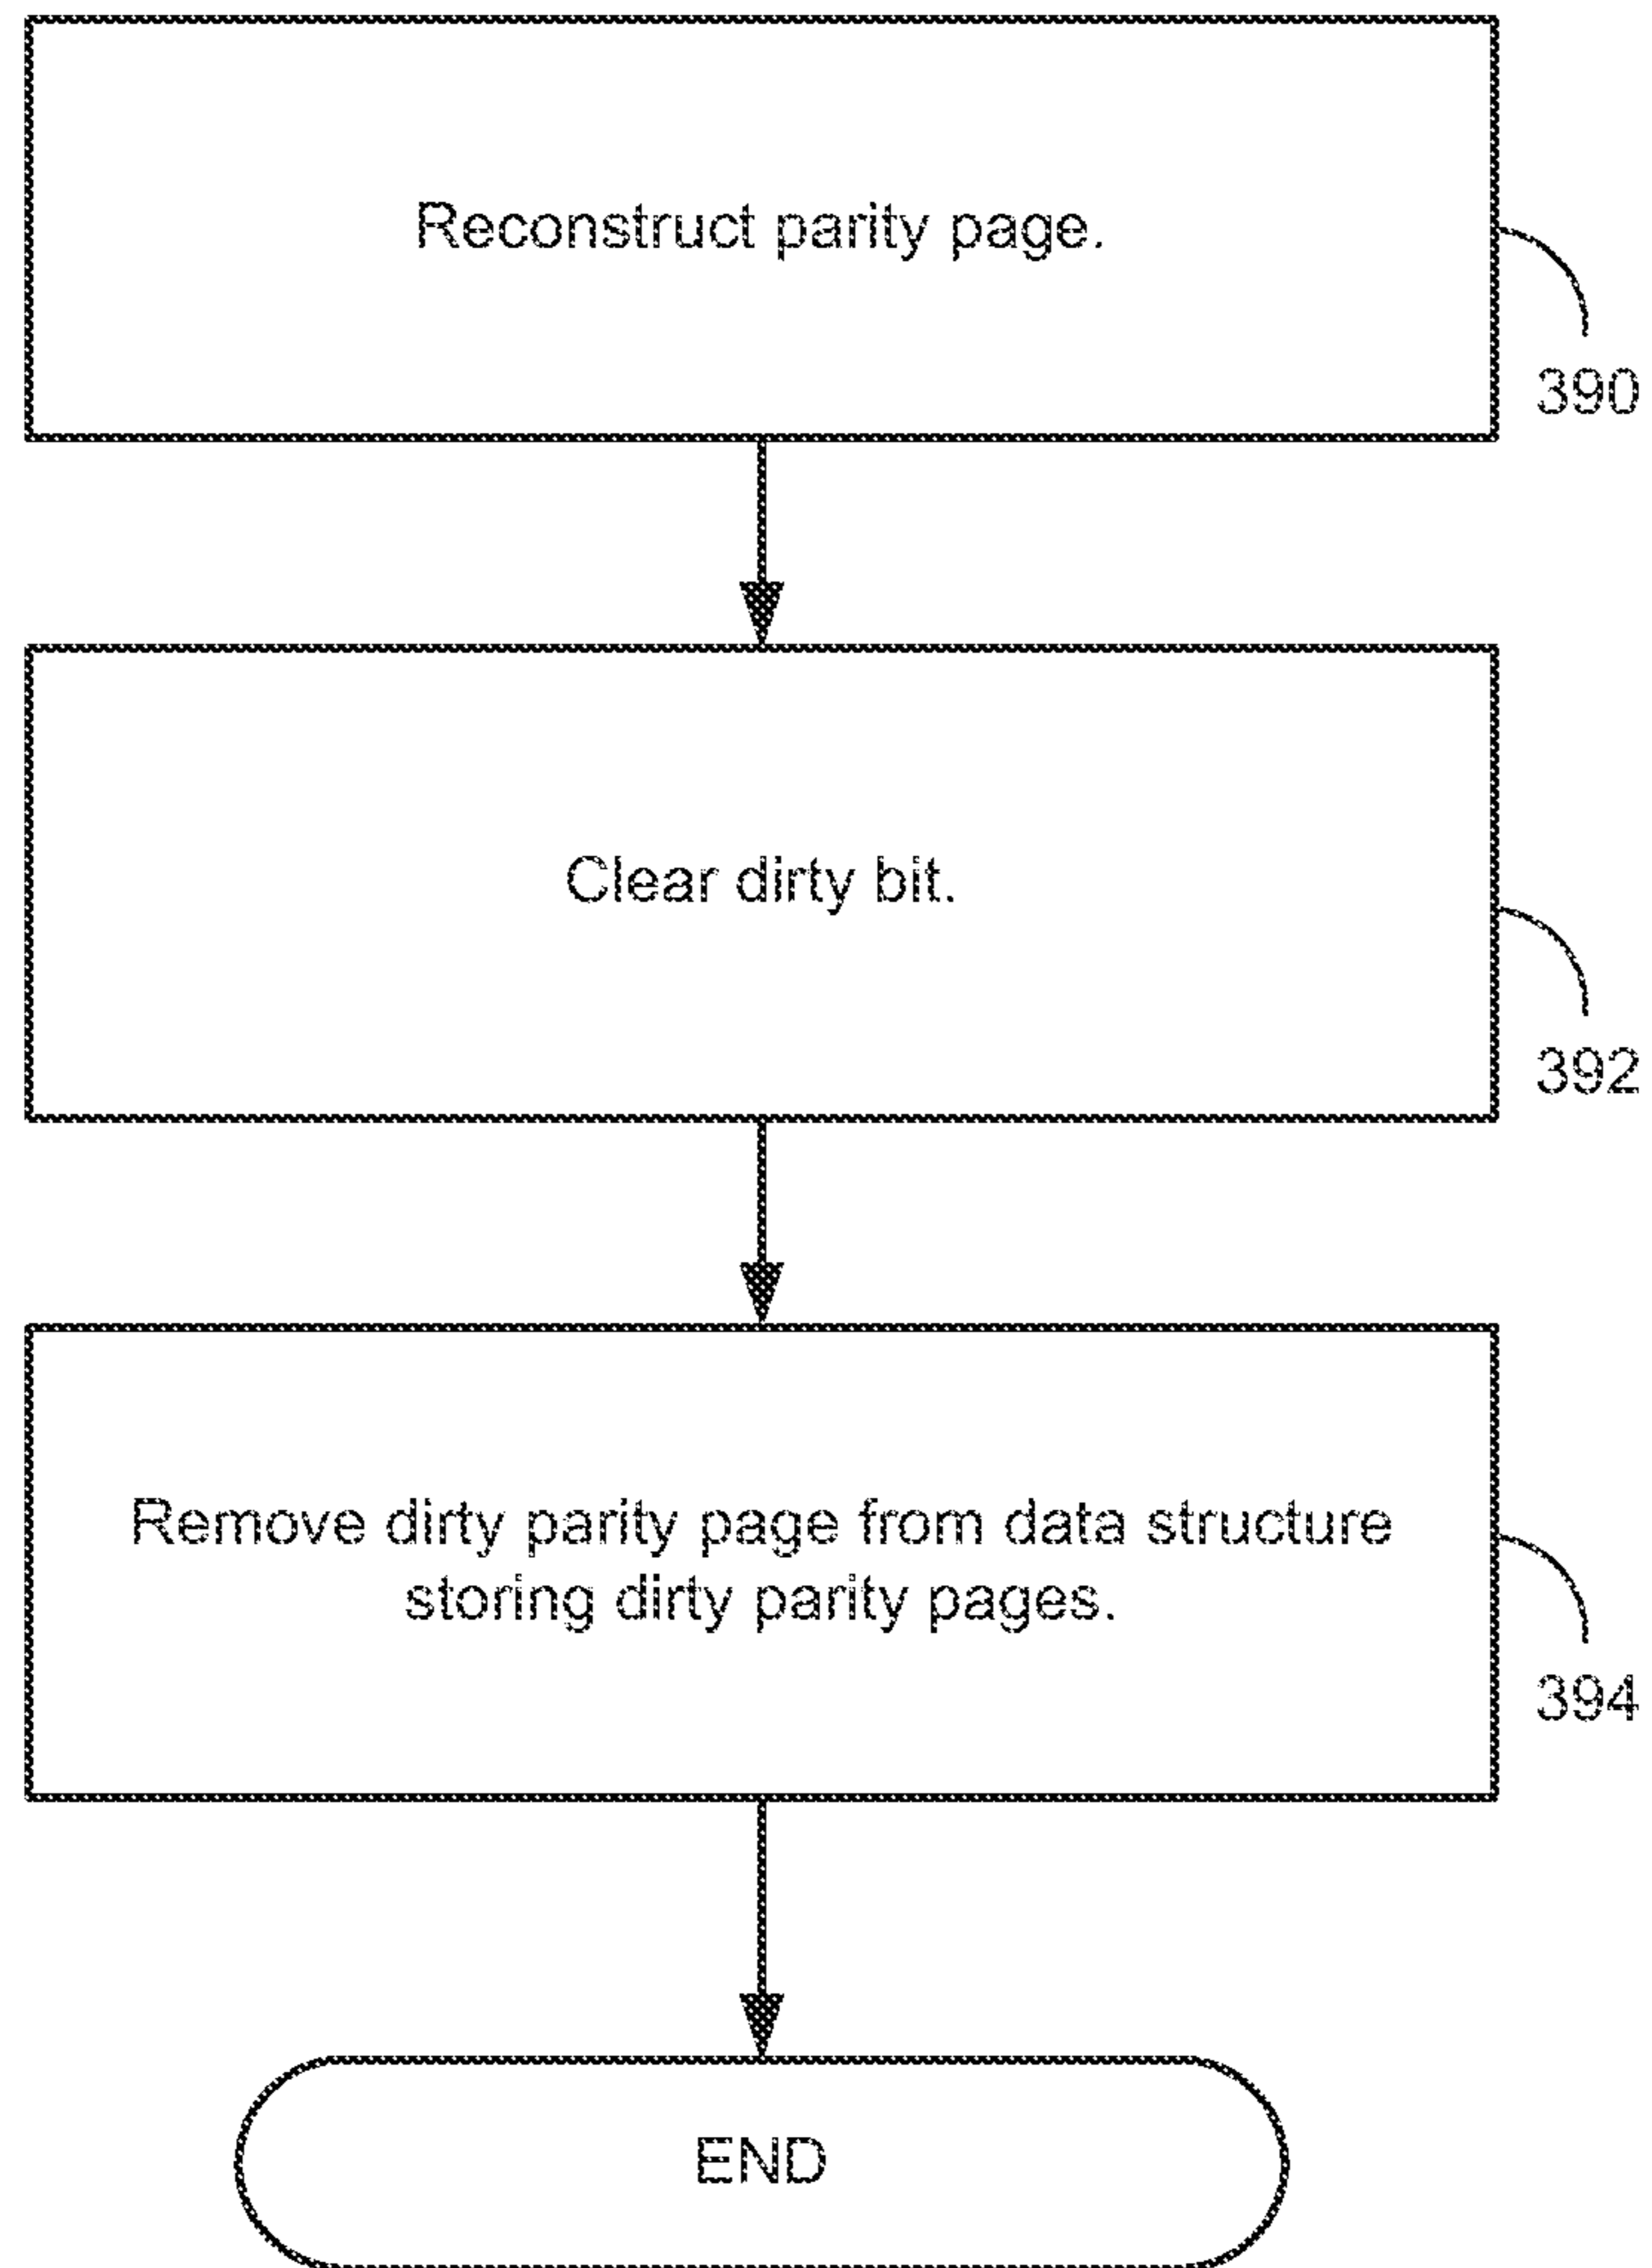 Reconstruct parity page.
390
Clear dirty bit.
392
Remove dirty parity page from data structure
storing dirty parity pages.
394
END